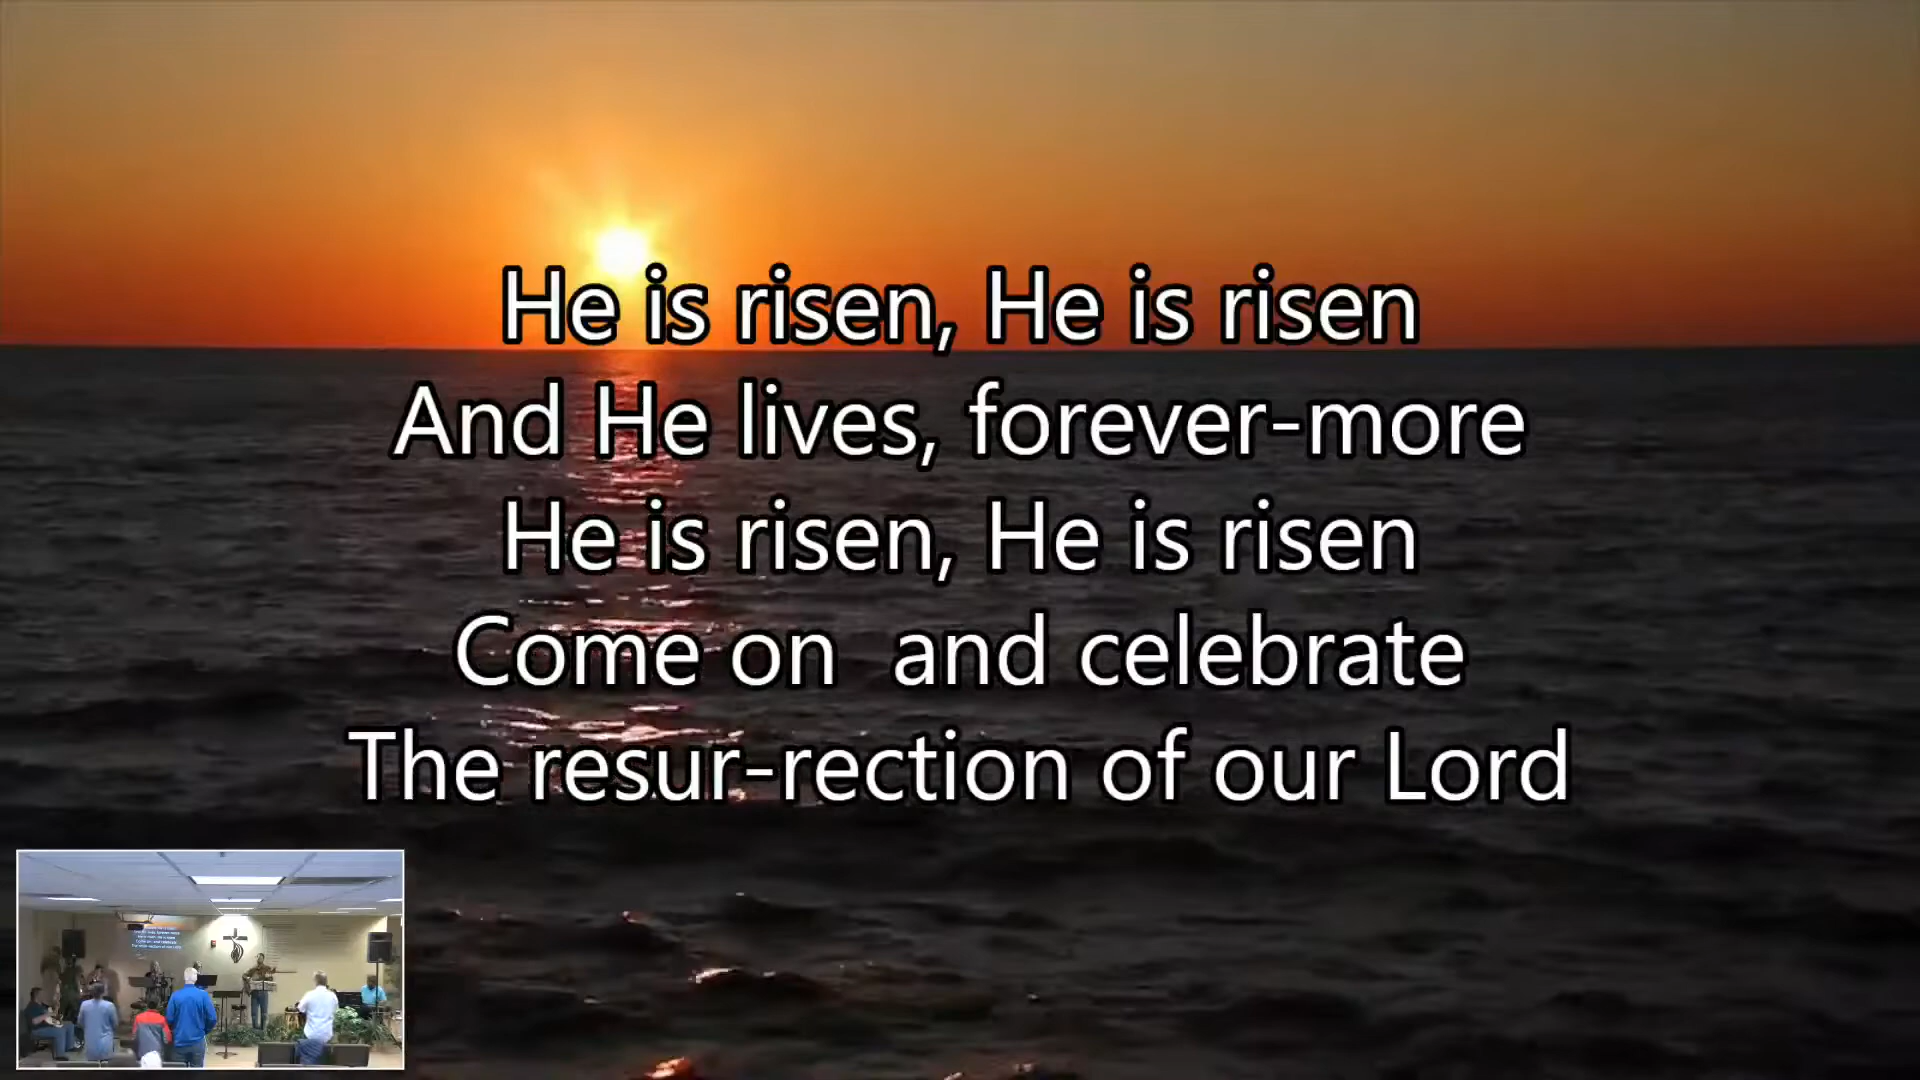 He is risen, He is risen
And He lives, forever-more
He is risen, He is risen
Come on  and celebrate
The resur-rection of our Lord